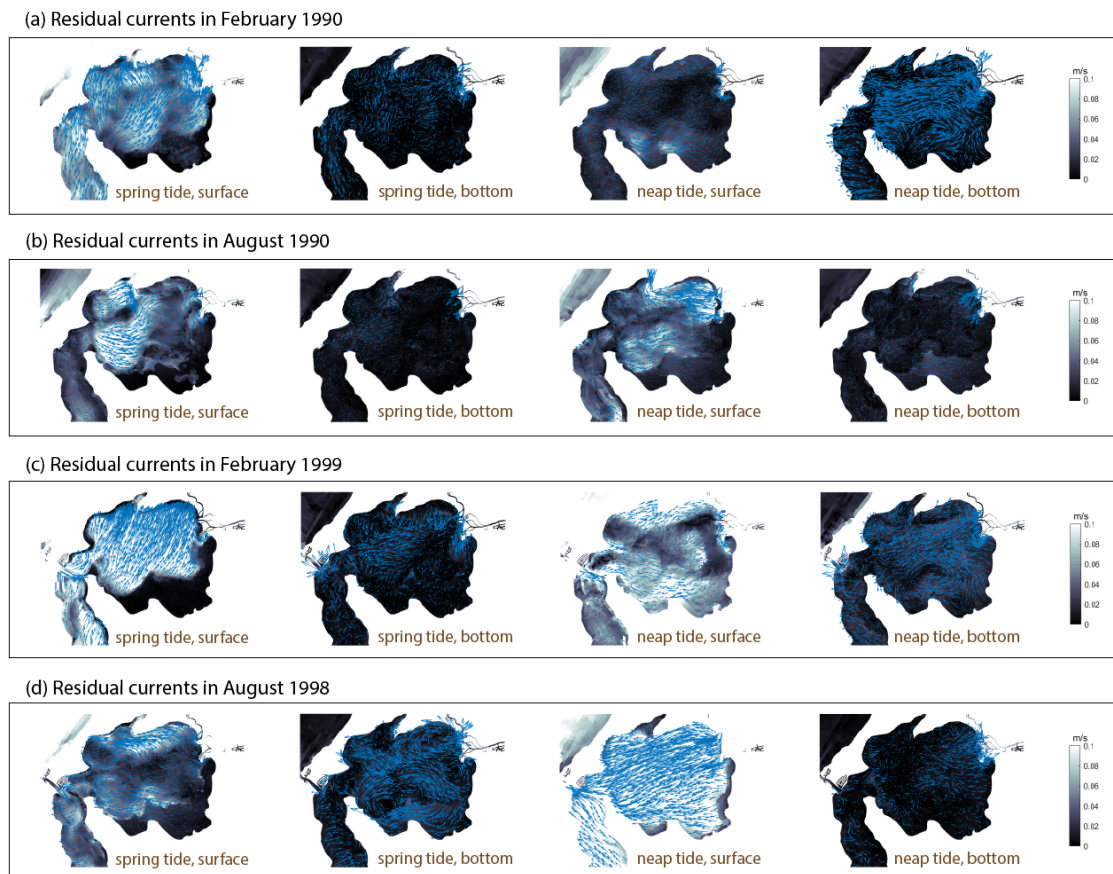 (a) Residual currents in February 1990
m/s
0.1
0.08
0.06
0.04
0.02
0
spring tide, surface
spring tide, bottom
neap tide, surface
neap tide, bottom
(b) Residual currents in August 1990
m/s
0.1
0.08
0.06
0.04
0.02
0
spring tide, surface
spring tide, bottom
neap tide, surface
neap tide, bottom
(c) Residual currents in February 1999
m/s
0.1
0.08
0.06
0.04
0.02
0
spring tide, surface
spring tide, bottom
neap tide, surface
neap tide, bottom
(d) Residual currents in August 1998
m/s
0.1
0.08
0.06
0.04
0.02
0
spring tide, surface
spring tide, bottom
neap tide, surface
neap tide, bottom